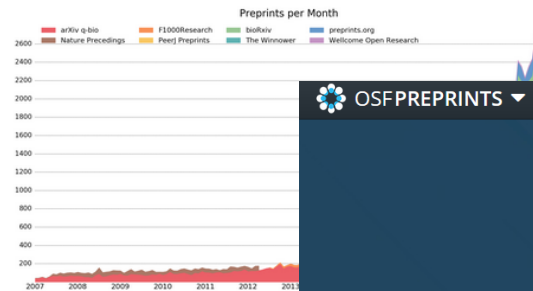 Preprints per Month
arXiv q-bio F1000Research bioRxiv preprints.org
Nature Precedings PeerJ Preprints The Winnower Wellcome Open Research
2600
2400
2200
2000
1800
1600
1400
1200
1000
800
600
400
200
2007 2008 2009 2010 2011 2012 2013
OSFPREPRINTS